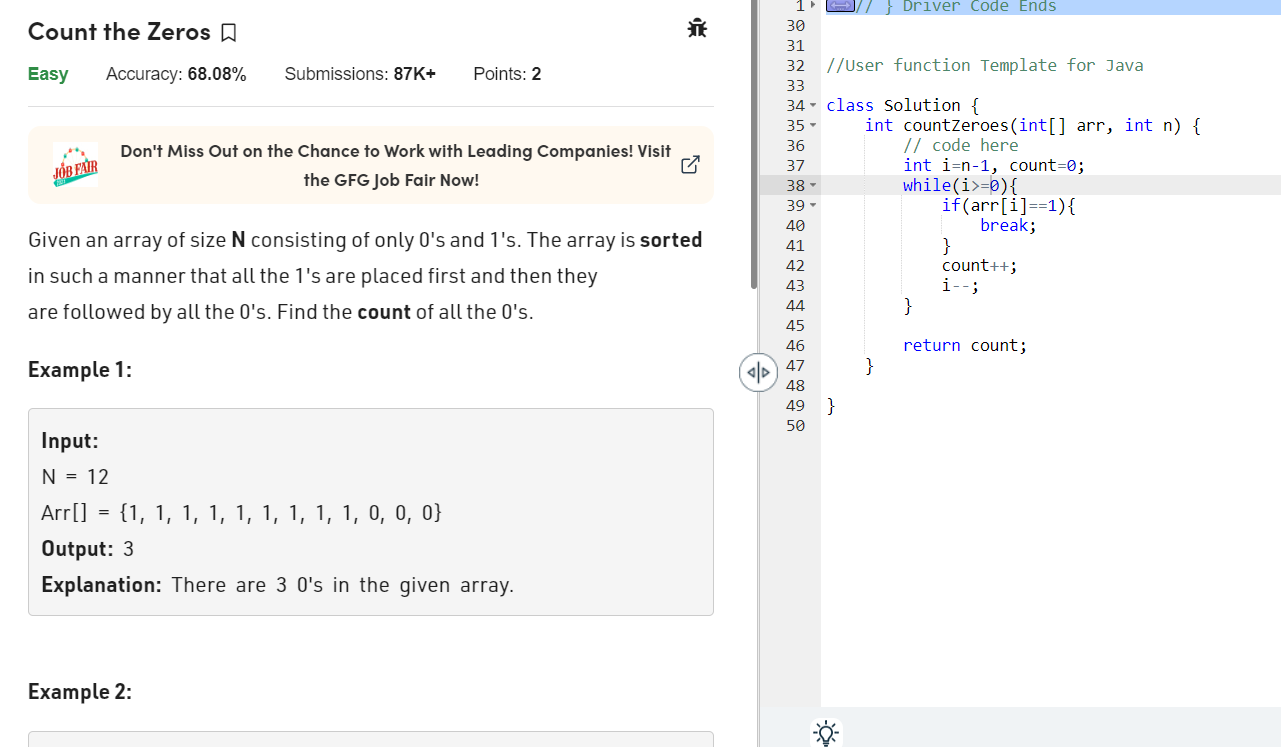 Count the Zeros
Easy Accuracy: 68.08% Submissions: 87K+ Points: 2
JOB FAIR
Don't Miss Out on the Chance to Work with Leading Companies! Visit
the GFG Job Fair Now!
Given an array of size N consisting of only 0's and 1's. The array is sorted
in such a manner that all the 1's are placed first and then they
are followed by all the 0's. Find the count of all the 0's.
Example 1:
Input:
N = 12
Arr[] = {1, 1, 1, 1, 1, 1, 1, 1, 1, 0, 0, 0}
Output: 3
Explanation: There are 3 0's in the given array.
Example 2:
1 // } Driver Code Ends
30
31
32 //User function Template for Java
33
34 class Solution {
35 int countZeroes(int[] arr, int n) {
36 // code here
37 int i=n-1, count=0;
38 while(i>=0){
39 if(arr[i]==1){
40 break;
41 }
42 count++;
43 i--;
44 }
45
46 return count;
47 }
48
49 }
50